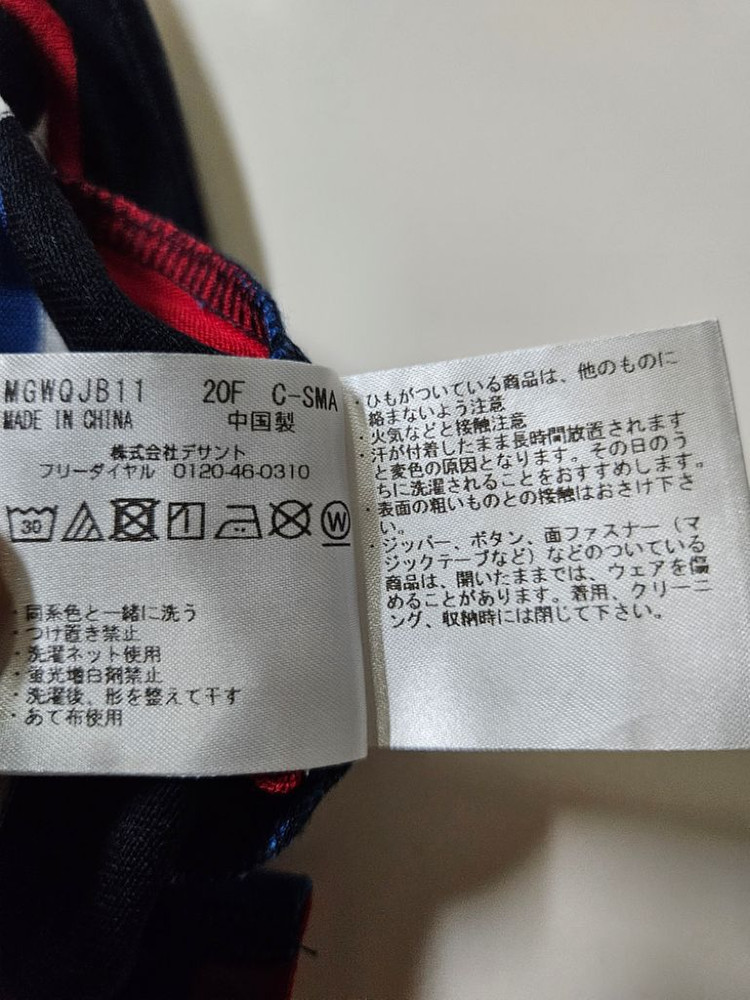 MGWQJB11 20F C-SMA
MADE IN CHINA 中国製
株式会社デサント
フリーダイヤル 0120-46-0310
30
W
・同系色と一緒に洗う
・つけ置き禁止
・洗濯ネット使用
・蛍光増白剤禁止
・洗濯後、形を整えて干す
・あて布使用
・ひもがついている商品は、他のものに
絡まないよう注意
・火気などと接触注意
・汗が付着したまま長時間放置されます
と変色の原因となります。その日のう
ちに洗濯されることをおすすめします。
・表面の粗いものとの接触はおさけ下さ
い。
・ジッパー、ボタン、面ファスナー（マ
ジックテープなど）などのついている
商品は、開いたままでは、ウェアを傷
めることがあります。着用、クリーニ
ング、収納時には閉じて下さい。